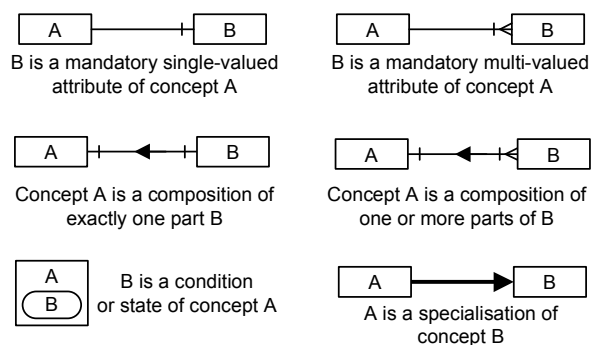 A B
B is a mandatory single-valued
attribute of concept A
A B
B is a mandatory multi-valued
attribute of concept A
A B
Concept A is a composition of
exactly one part B
A B
Concept A is a composition of
one or more parts of B
A
B
B is a condition
or state of concept A
A B
A is a specialisation of
concept B